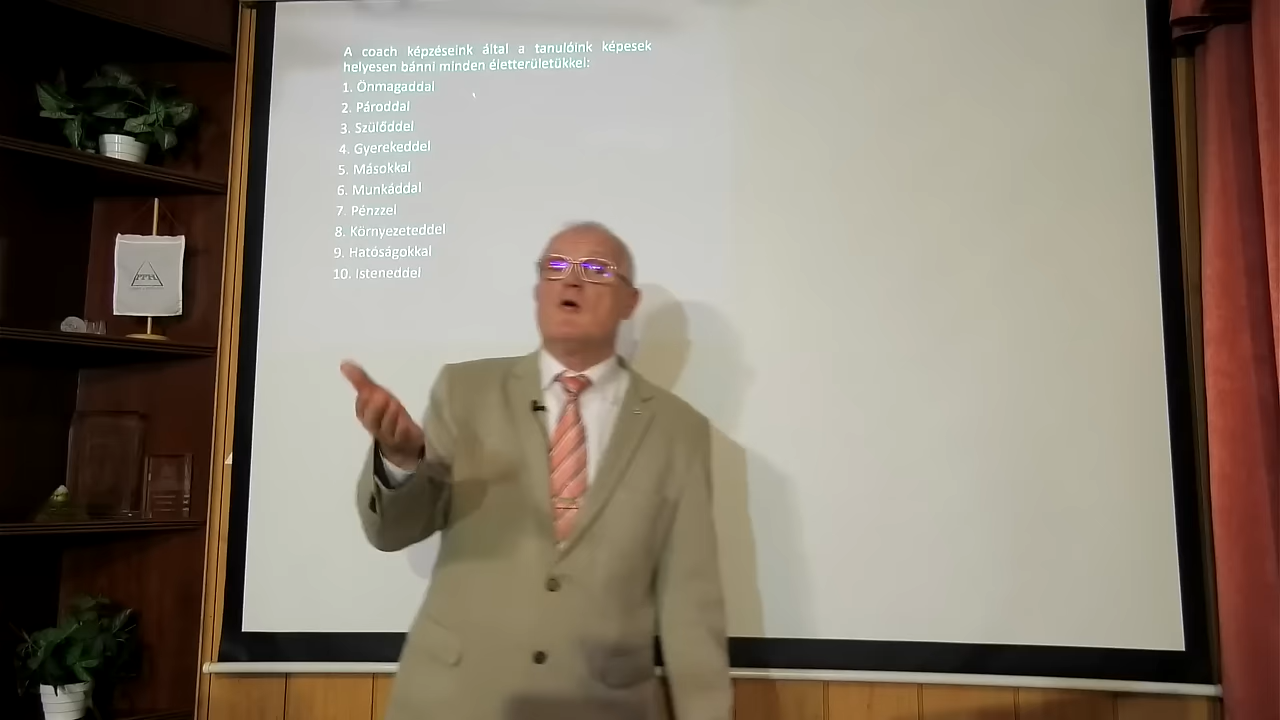 A coach képzéseink által a tanulóink képesek
helyesen bánni minden életterületükkel:
1. Önmagaddal
2. Pároddal
3. Szülőddel
4. Gyerekeddel
5. Másokkal
6. Munkáddal
7. Pénzzel
8. Környezeteddel
9. Hatóságokkal
10. Isteneddel